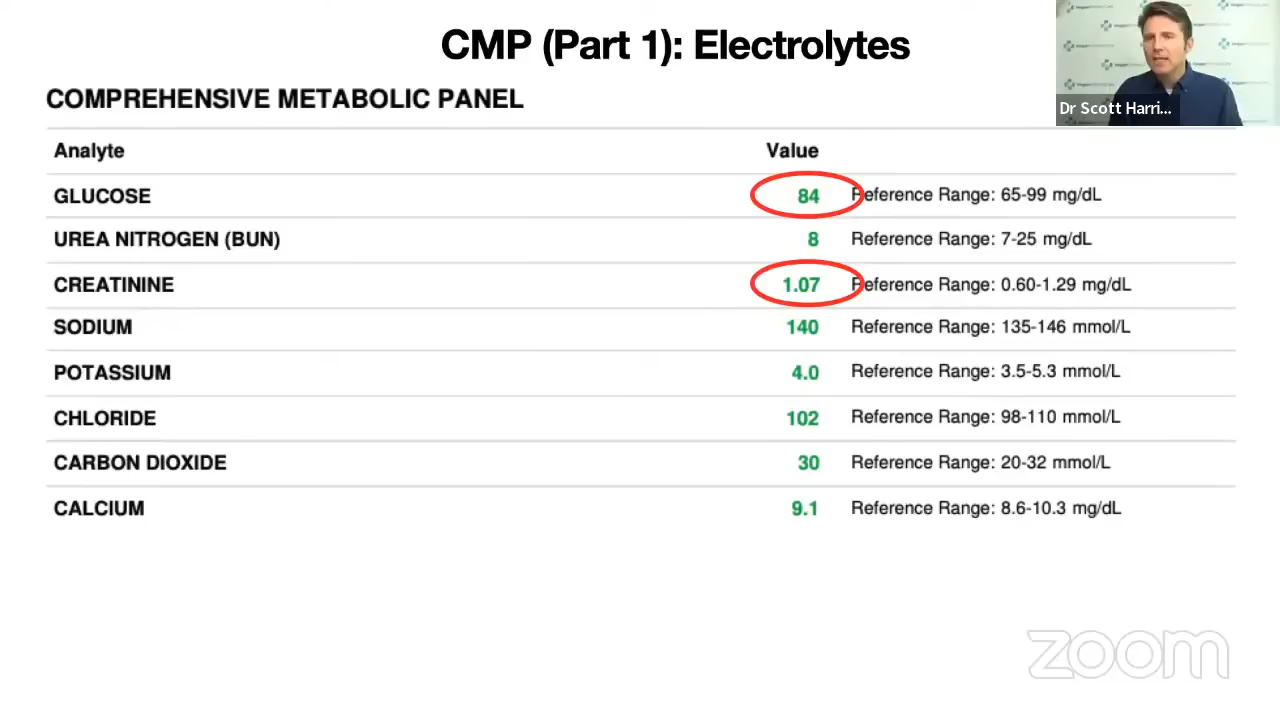 CMP (Part 1): Electrolytes
Dr Scott Harri...
COMPREHENSIVE METABOLIC PANEL
Analyte Value
GLUCOSE 84 Reference Range: 65-99 mg/dL
UREA NITROGEN (BUN) 8 Reference Range: 7-25 mg/dL
CREATININE 1.07 Reference Range: 0.60-1.29 mg/dL
SODIUM 140 Reference Range: 135-146 mmol/L
POTASSIUM 4.0 Reference Range: 3.5-5.3 mmol/L
CHLORIDE 102 Reference Range: 98-110 mmol/L
CARBON DIOXIDE 30 Reference Range: 20-32 mmol/L
CALCIUM 9.1 Reference Range: 8.6-10.3 mg/dL
zoom